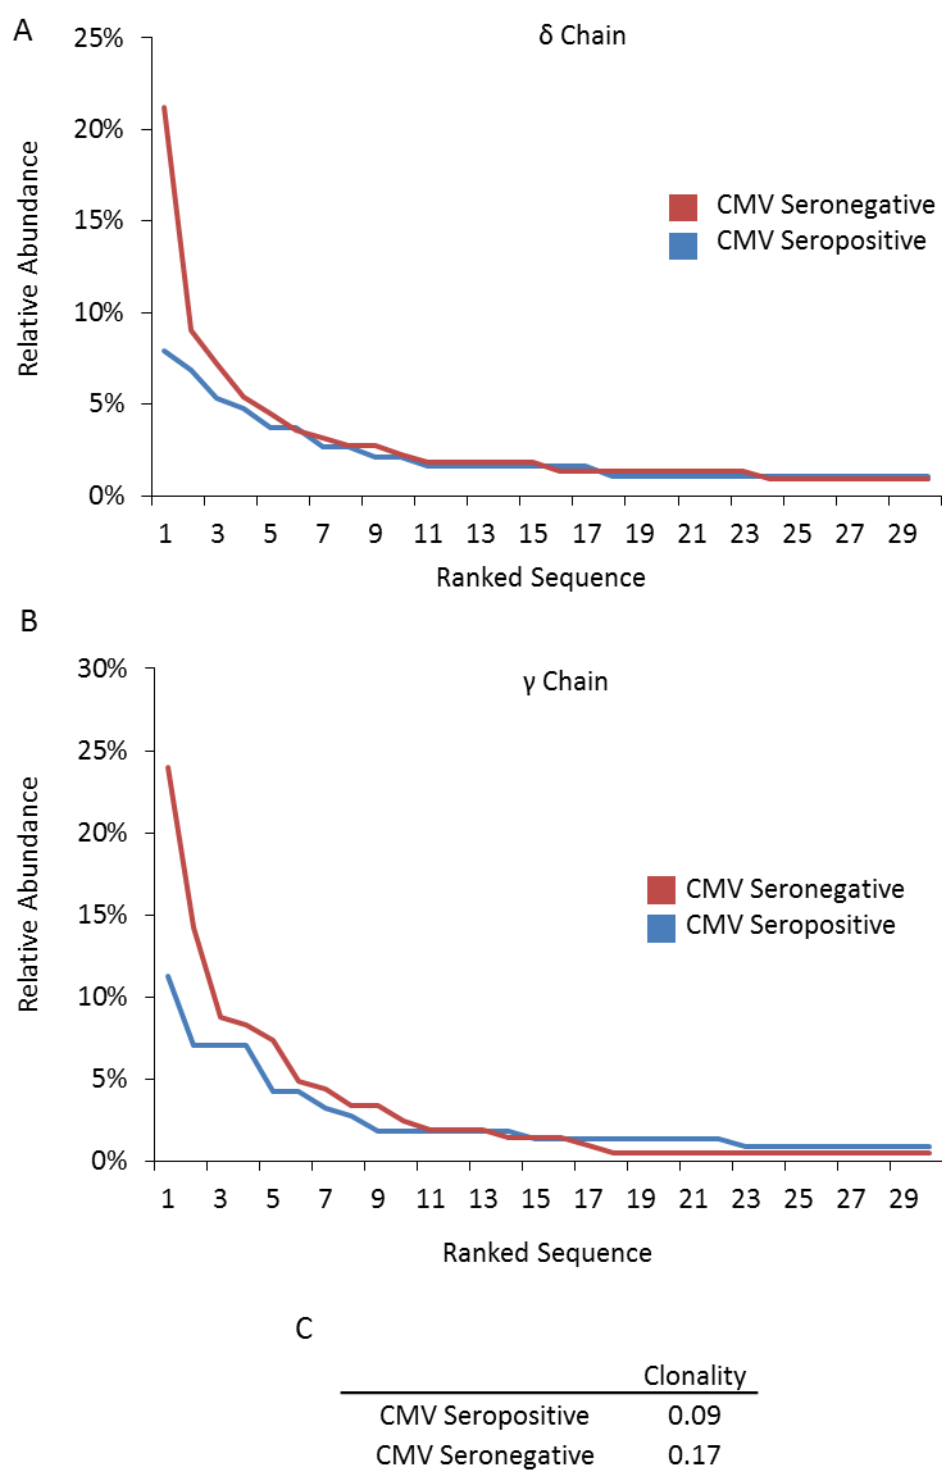 A
δ Chain
25%
20%
15%
10%
5%
0%
Relative Abundance
CMV Seronegative
CMV Seropositive
1 3 5 7 9 11 13 15 17 19 21 23 25 27 29
Ranked Sequence
B
γ Chain
30%
25%
20%
15%
10%
5%
0%
Relative Abundance
CMV Seronegative
CMV Seropositive
1 3 5 7 9 11 13 15 17 19 21 23 25 27 29
Ranked Sequence
C
Clonality
CMV Seropositive 0.09
CMV Seronegative 0.17